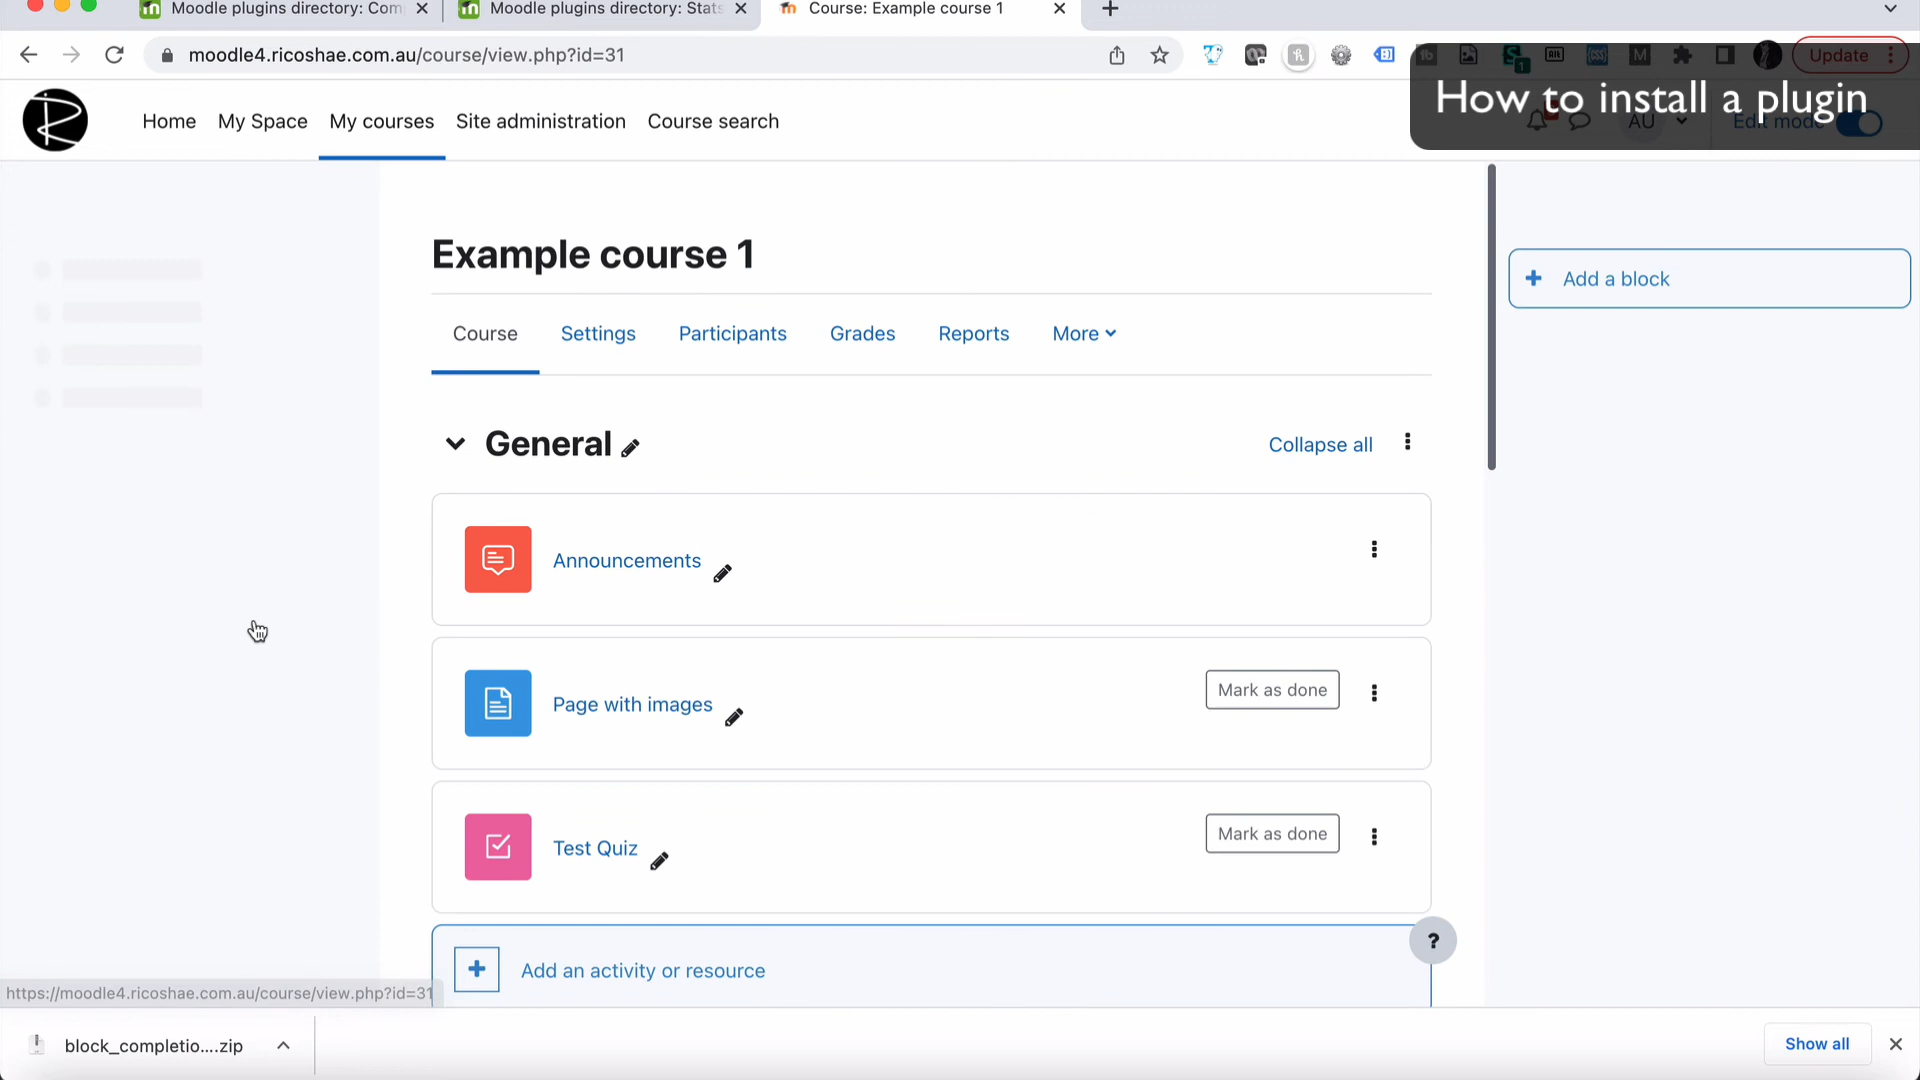 Moodle plugins directory: Com
Moodle plugins directory: Stats
Course: Example course 1
moodle4.ricoshae.com.au/course/view.php?id=31
Update
How to install a plugin
Home
My Space
My courses
Site administration
Course search
AU
Edit mode
Example course 1
Add a block
Course
Settings
Participants
Grades
Reports
More
General
Collapse all
Announcements
Page with images
Mark as done
Test Quiz
Mark as done
?
Add an activity or resource
https://moodle4.ricoshae.com.au/course/view.php?id=31
block_completio....zip
Show all